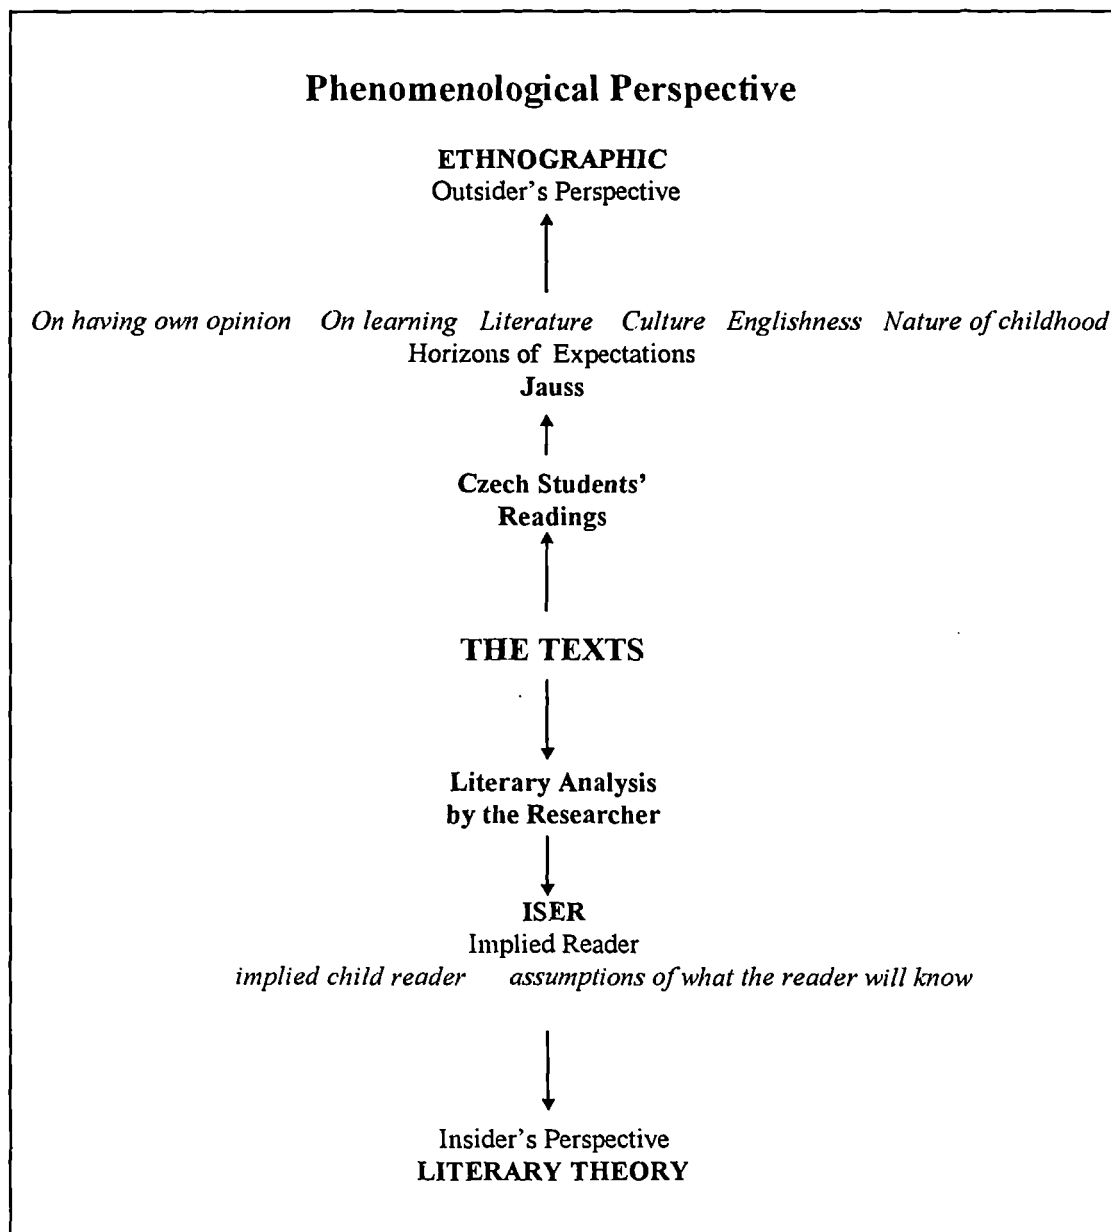 Phenomenological Perspective
ETHNOGRAPHIC
Outsider's Perspective
On having own opinion On learning Literature Culture Englishness Nature of childhood
Horizons of Expectations
Jauss
Czech Students'
Readings
THE TEXTS
Literary Analysis
by the Researcher
ISER
Implied Reader
implied child reader assumptions of what the reader will know
Insider's Perspective
LITERARY THEORY